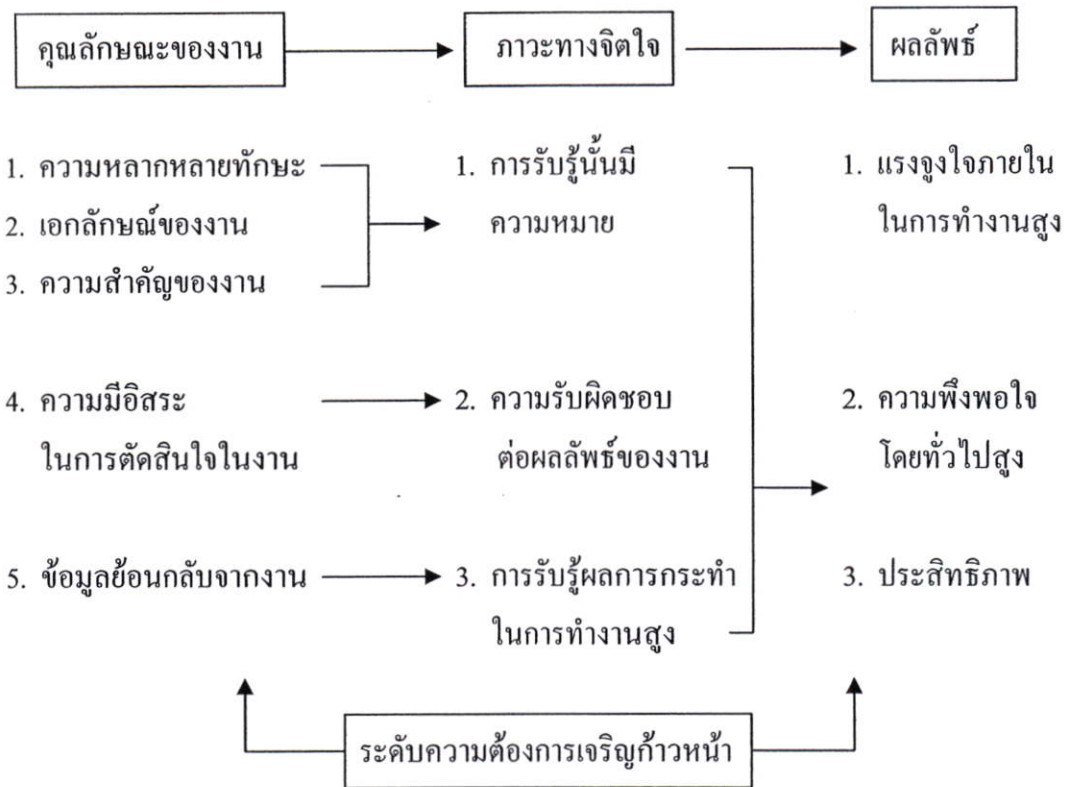 คุณลักษณะของงาน
ภาวะทางจิตใจ
ผลลัพธ์
1. ความหลากหลายทักษะ
2. เอกลักษณ์ของงาน
3. ความสำคัญของงาน
4. ความมีอิสระ
ในการตัดสินใจในงาน
5. ข้อมูลย้อนกลับจากงาน
1. การรับรู้นั้นมี
ความหมาย
2. ความรับผิดชอบ
ต่อผลลัพธ์ของงาน
3. การรับรู้ผลการกระทำ
ในการทำงานสูง
1. แรงจูงใจภายใน
ในการทำงานสูง
2. ความพึงพอใจ
โดยทั่วไปสูง
3. ประสิทธิภาพ
ระดับความต้องการเจริญก้าวหน้า